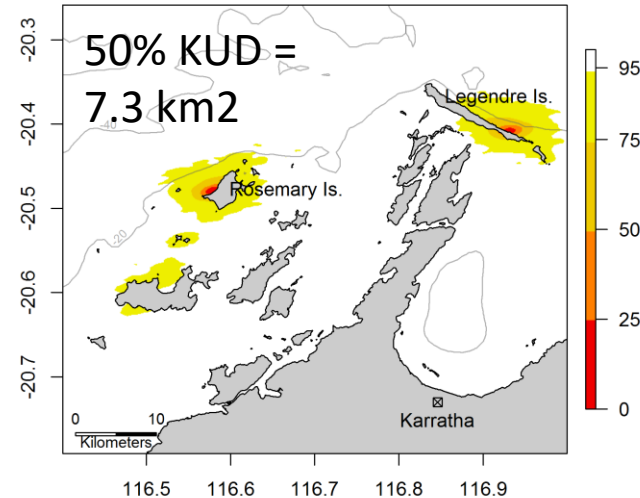 50% KUD =
7.3 km2
Legendre Is.
Rosemary Is.
-40
-20
Karratha
0 10
Kilometers
-20.3
-20.4
-20.5
-20.6
-20.7
116.5 116.6 116.7 116.8 116.9
95
75
50
25
0